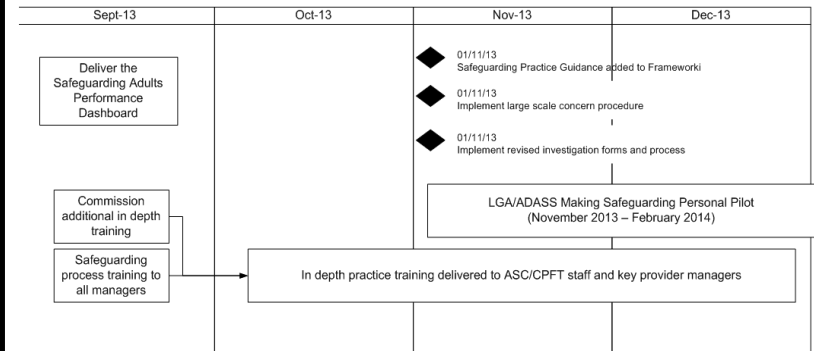 Sept-13
Oct-13
Nov-13
Dec-13
Deliver the
Safeguarding Adults
Performance
Dashboard
01/11/13
Safeguarding Practice Guidance added to Frameworki
01/11/13
Implement large scale concern procedure
01/11/13
Implement revised investigation forms and process
LGA/ADASS Making Safeguarding Personal Pilot
(November 2013 – February 2014)
Commission
additional in depth
training
Safeguarding
process training to
all managers
In depth practice training delivered to ASC/CPFT staff and key provider managers